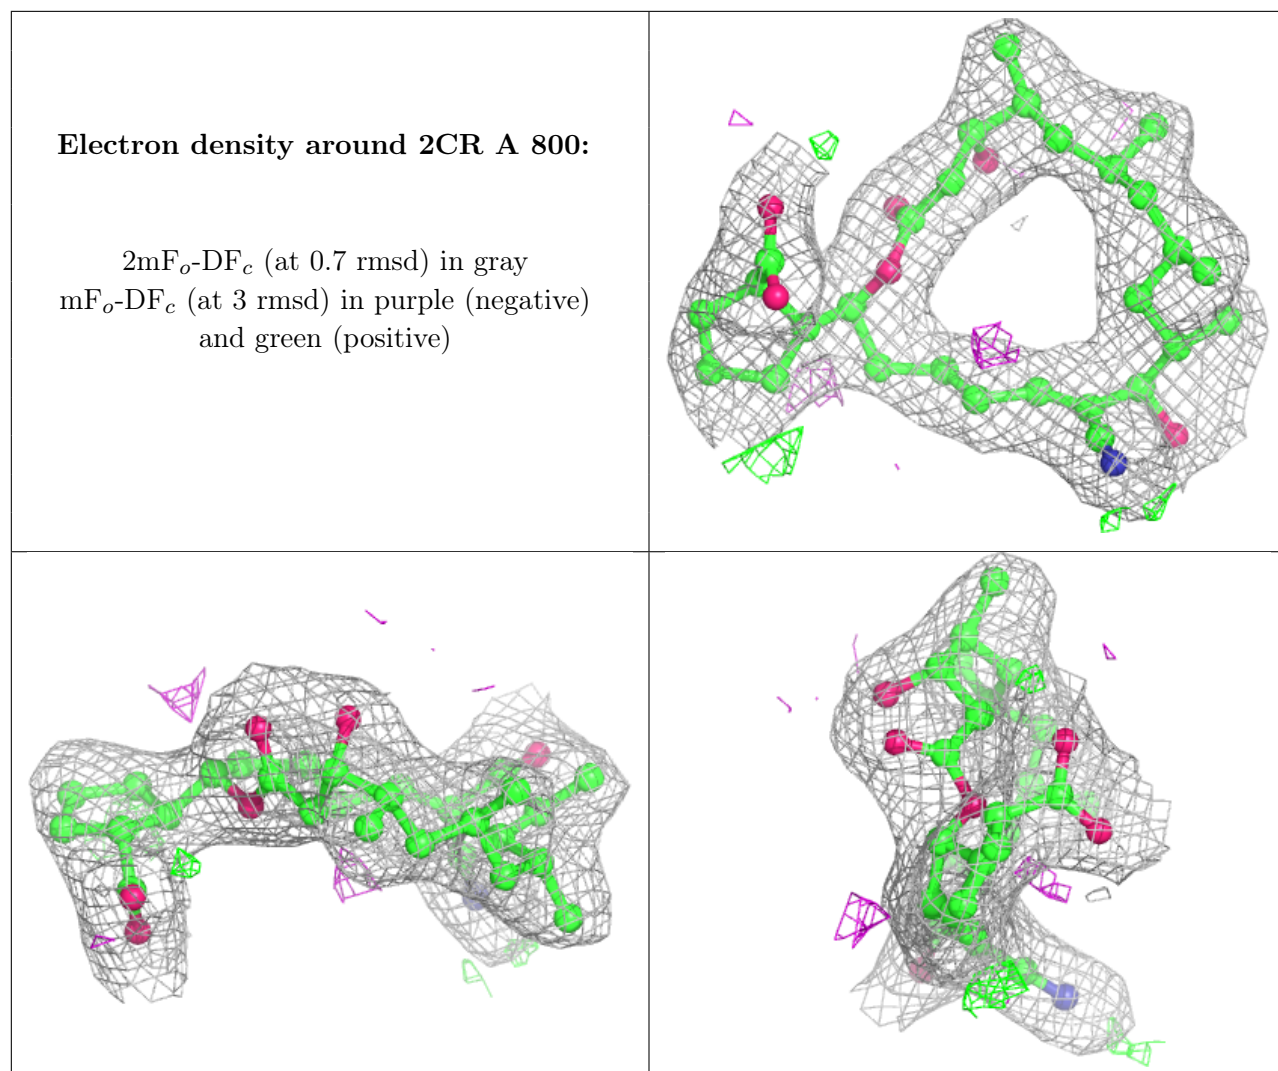 Electron density around 2CR A 800:
2mFo-DFc (at 0.7 rmsd) in gray
mFo-DFc (at 3 rmsd) in purple (negative)
and green (positive)